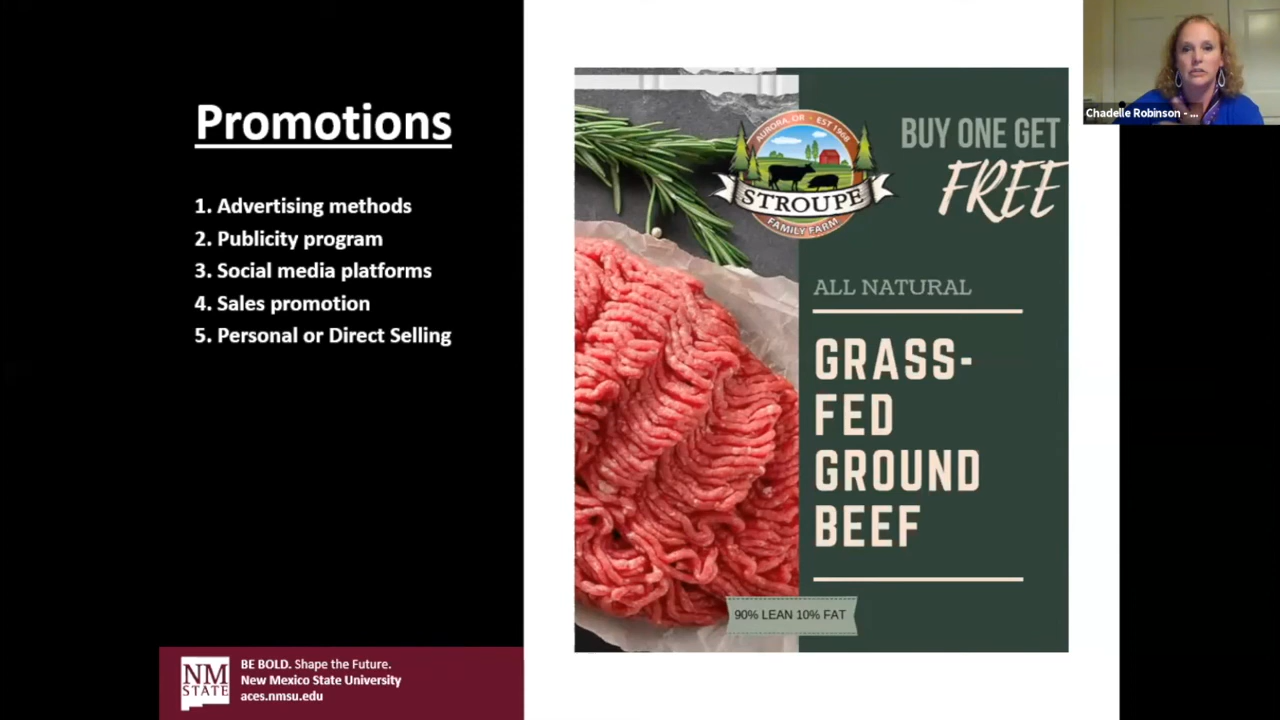 Promotions
1. Advertising methods
2. Publicity program
3. Social media platforms
4. Sales promotion
5. Personal or Direct Selling
NM
STATE
BE BOLD. Shape the Future.
New Mexico State University
aces.nmsu.edu
AURORA, OR - EST 1968
STROUPE
FAMILY FARM
BUY ONE GET
FREE
ALL NATURAL
GRASS-
FED
GROUND
BEEF
90% LEAN 10% FAT
Chadelle Robinson - ...